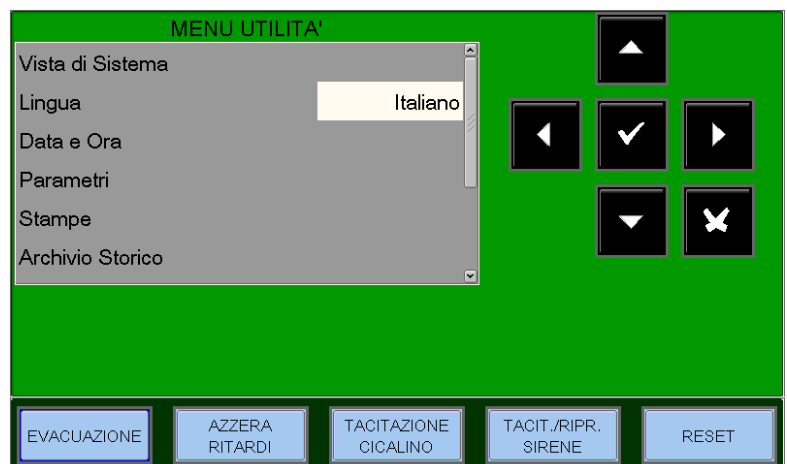 MENU UTILITA'
Vista di Sistema
Lingua Italiano
Data e Ora
Parametri
Stampe
Archivio Storico
EVACUAZIONE
AZZERA
RITARDI
TACITAZIONE
CICALINO
TACIT./RIPR.
SIRENE
RESET